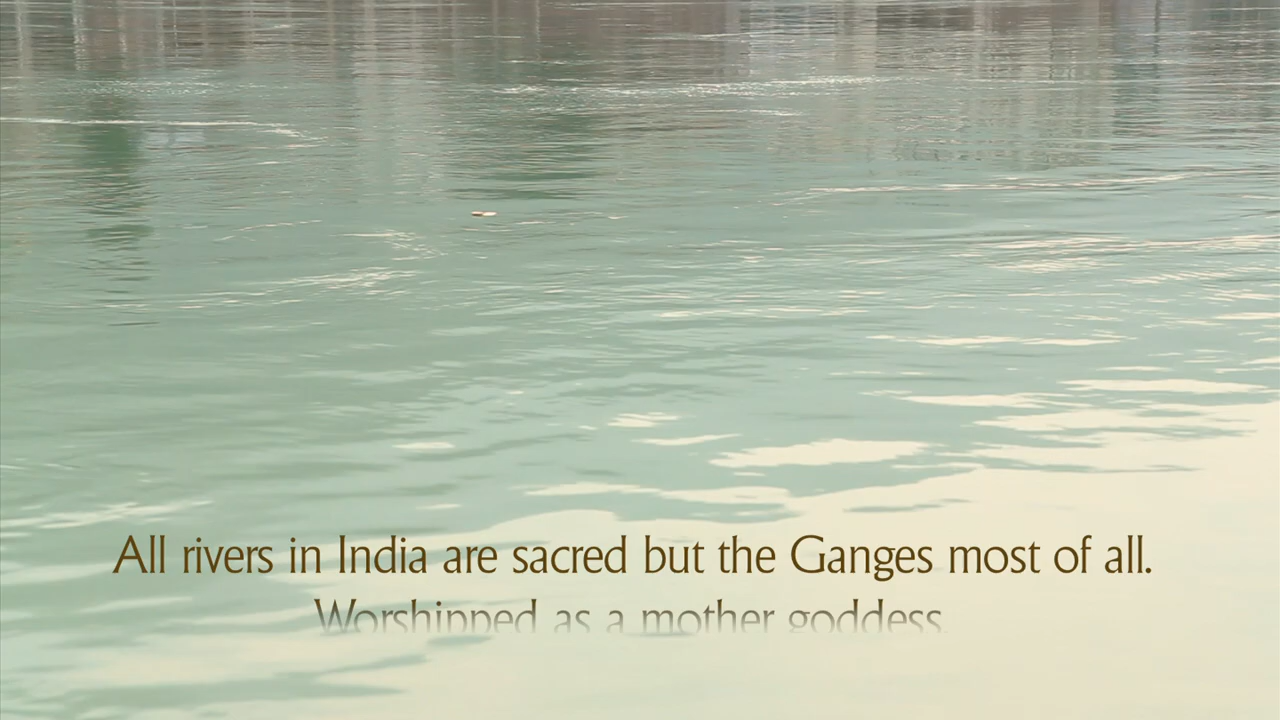 All rivers in India are sacred but the Ganges most of all.
Worshipped as a mother goddess